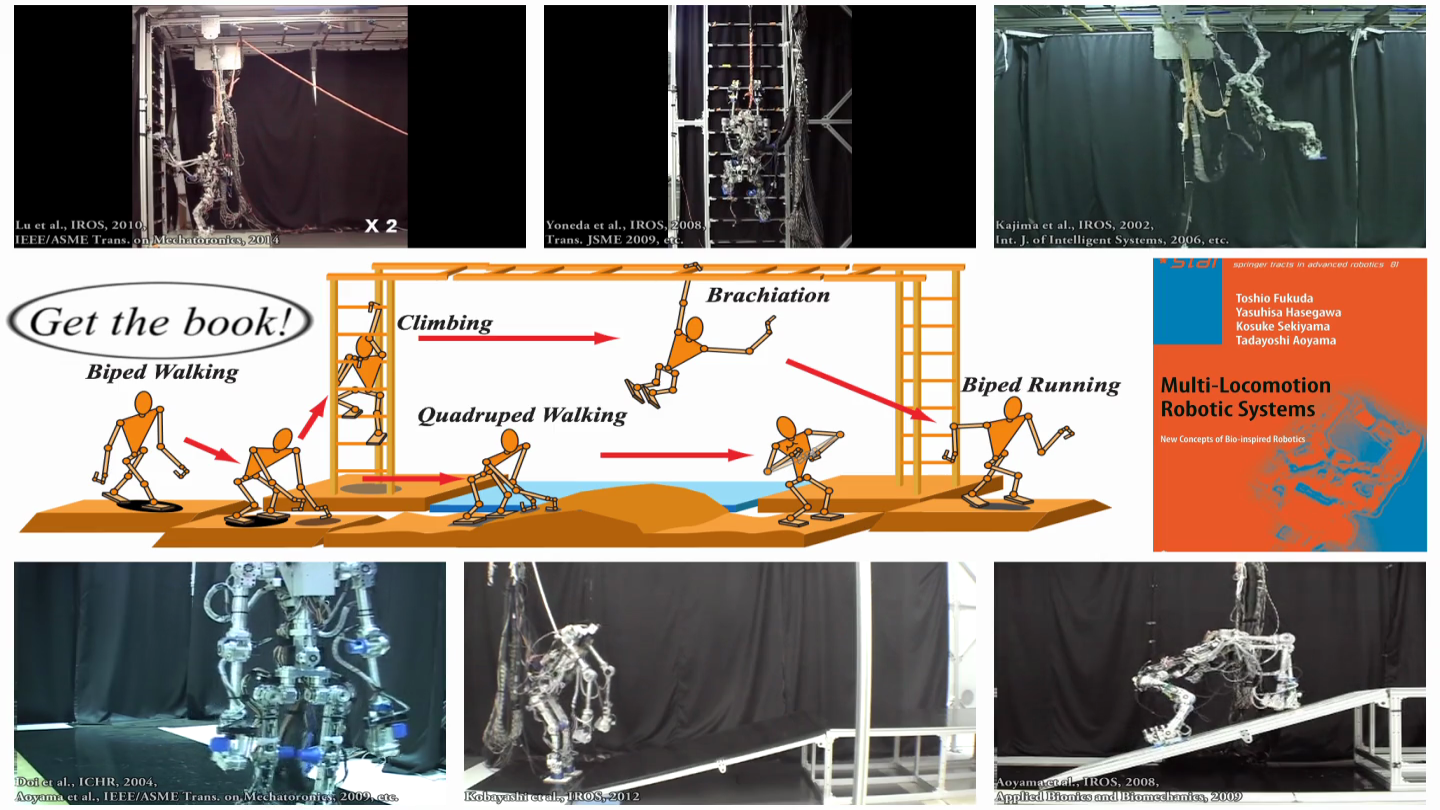 Lu et al., IROS, 2010,
IEEE/ASME Trans. on Mechatoronics, 2014
X 2
Yoneda et al., IROS, 2008,
Trans. JSME 2009, etc.
Kajima et al., IROS, 2002,
Int. J. of Intelligent Systems, 2006, etc.
Get the book!
Biped Walking
Climbing
Brachiation
Quadruped Walking
Biped Running
star springer tracts in advanced robotics 81
Toshio Fukuda
Yasuhisa Hasegawa
Kosuke Sekiyama
Tadayoshi Aoyama
Multi-Locomotion
Robotic Systems
New Concepts of Bio-inspired Robotics
Doi et al., ICHR, 2004,
Aoyama et al., IEEE/ASME Trans. on Mechatoronics, 2009, etc.
Kobayashi et al., IROS, 2012
Aoyama et al., IROS, 2008,
Applied Bionics and Biomechanics, 2009